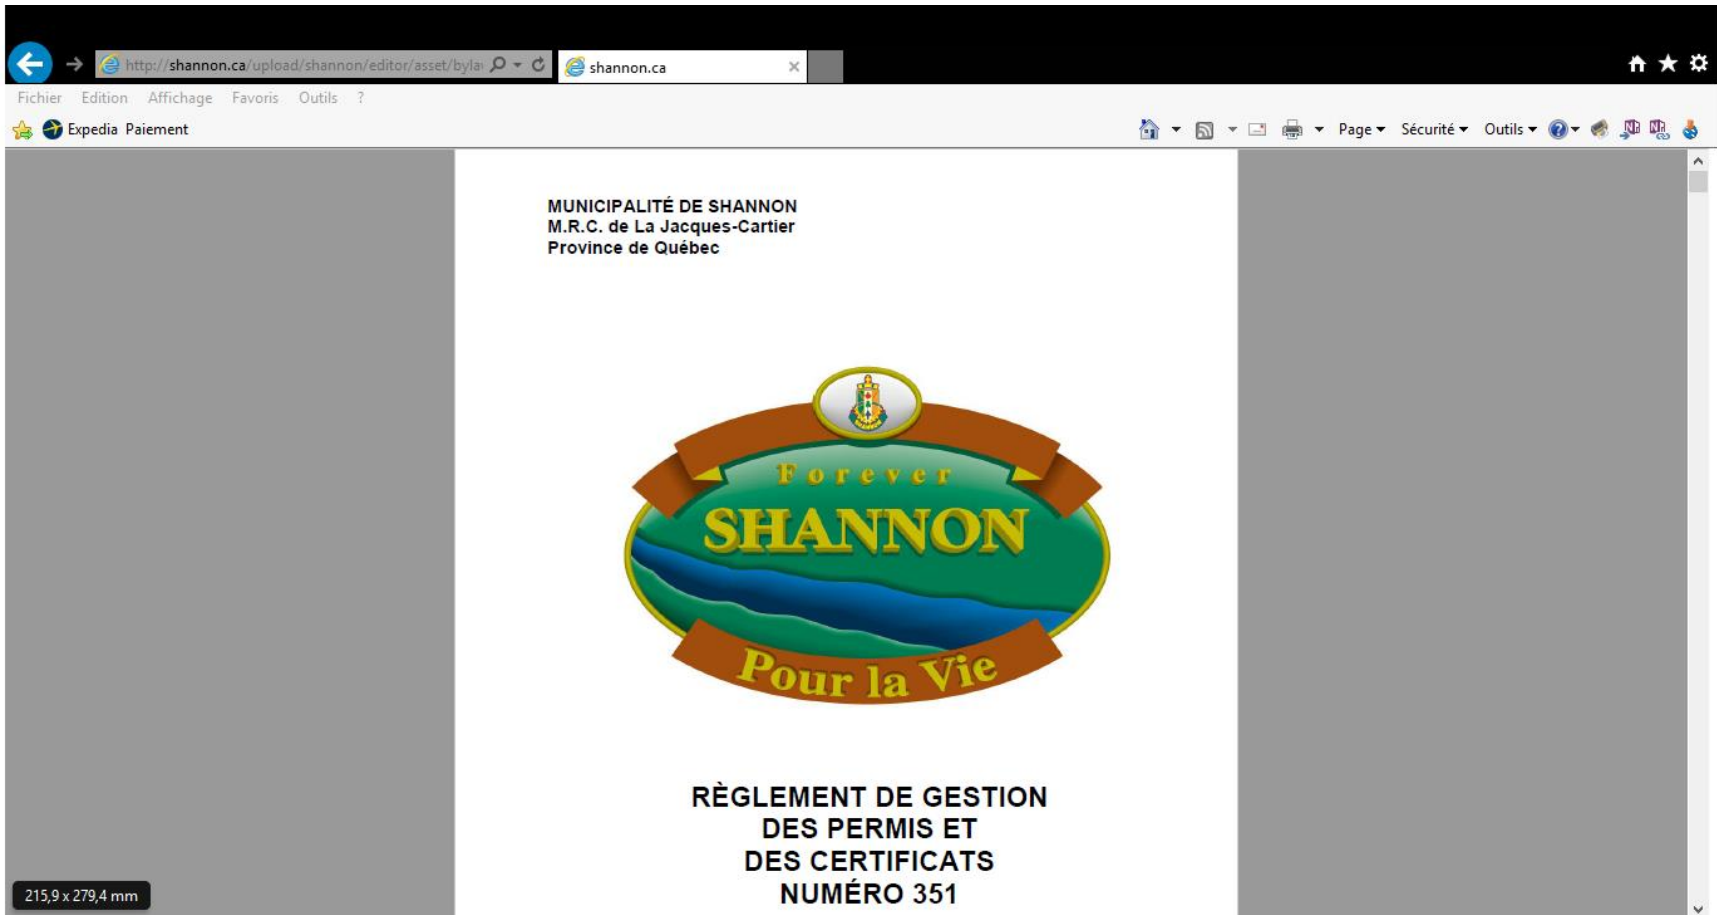 http://shannon.ca/upload/shannon/editor/asset/byla
shannon.ca
Fichier Edition Affichage Favoris Outils ?
Expedia Paiement
Page Sécurité Outils
MUNICIPALITÉ DE SHANNON
M.R.C. de La Jacques-Cartier
Province de Québec
Forever
SHANNON
Pour la Vie
RÈGLEMENT DE GESTION
DES PERMIS ET
DES CERTIFICATS
NUMÉRO 351
215,9 x 279,4 mm